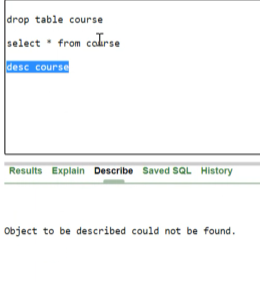 drop table course
select * from course
desc course
Results Explain Describe Saved SQL History
Object to be described could not be found.